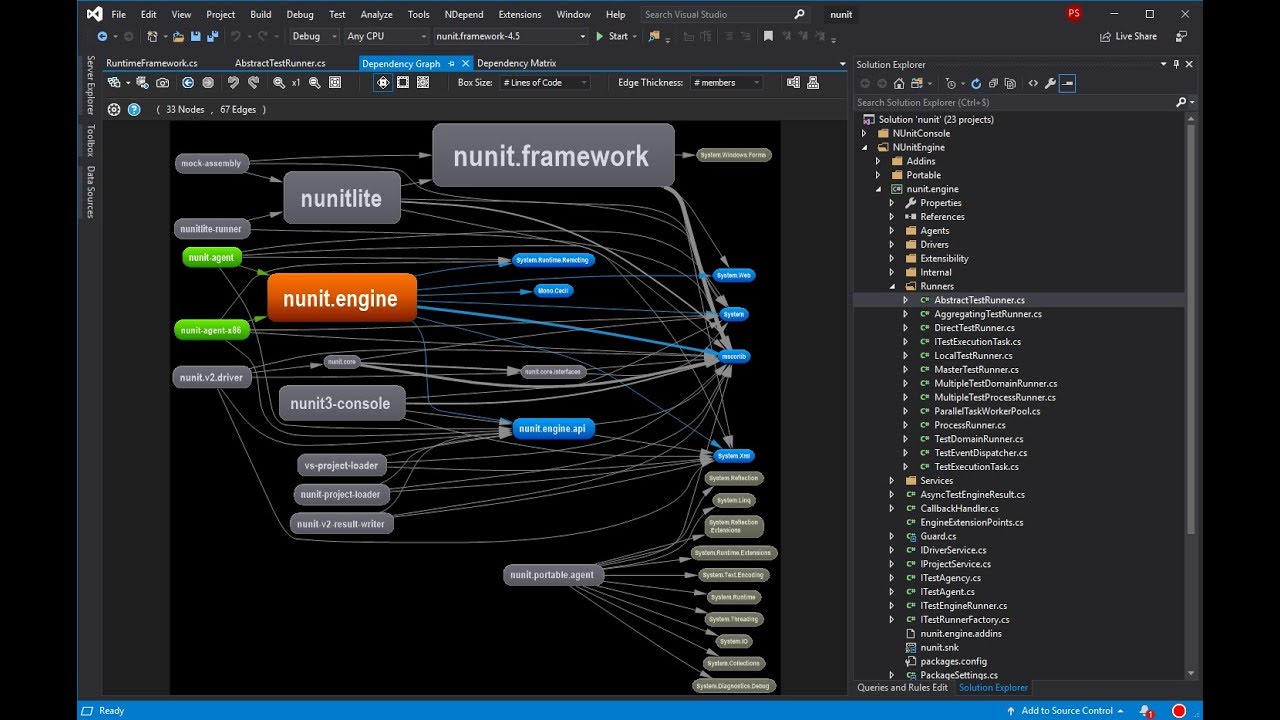 File Edit View Project Build Debug Test Analyze Tools NDepend Extensions Window Help Search Visual Studio nunit PS
Debug Any CPU nunit.framework-4.5 Start Live Share
RuntimeFramework.cs AbstractTestRunner.cs Dependency Graph Dependency Matrix
x1 Box Size: # Lines of Code Edge Thickness: # members
( 33 Nodes , 67 Edges )
Server Explorer
Toolbox
Data Sources
nunit.framework
System.Windows.Forms
mock-assembly
nunitlite
nunitlite-runner
nunit-agent
System.Runtime.Remoting
System.Web
nunit.engine
Mono.Cecil
System
nunit-agent-x86
mscorlib
nunit.core
nunit.core.interfaces
nunit.v2.driver
nunit3-console
nunit.engine.api
System.Xml
vs-project-loader
System.Reflection
nunit-project-loader
System.Linq
nunit-v2-result-writer
System.Reflection
.Extensions
System.Runtime.Extensions
nunit.portable.agent
System.Text.Encoding
System.Runtime
System.Threading
System.IO
System.Collections
System.Diagnostics.Debug
Solution Explorer
Search Solution Explorer (Ctrl+$)
Solution 'nunit' (23 projects)
NUnitConsole
NUnitEngine
Addins
Portable
nunit.engine
Properties
References
Agents
Drivers
Extensibility
Internal
Runners
AbstractTestRunner.cs
AggregatingTestRunner.cs
DirectTestRunner.cs
ITestExecutionTask.cs
LocalTestRunner.cs
MasterTestRunner.cs
MultipleTestDomainRunner.cs
MultipleTestProcessRunner.cs
ParallelTaskWorkerPool.cs
ProcessRunner.cs
TestDomainRunner.cs
TestEventDispatcher.cs
TestExecutionTask.cs
Services
AsyncTestEngineResult.cs
CallbackHandler.cs
EngineExtensionPoints.cs
Guard.cs
IDriverService.cs
IProjectService.cs
ITestAgency.cs
ITestAgent.cs
ITestEngineRunner.cs
ITestRunnerFactory.cs
nunit.engine.addins
nunit.snk
packages.config
PackageSettings.cs
Queries and Rules Edit Solution Explorer
Ready Add to Source Control 1